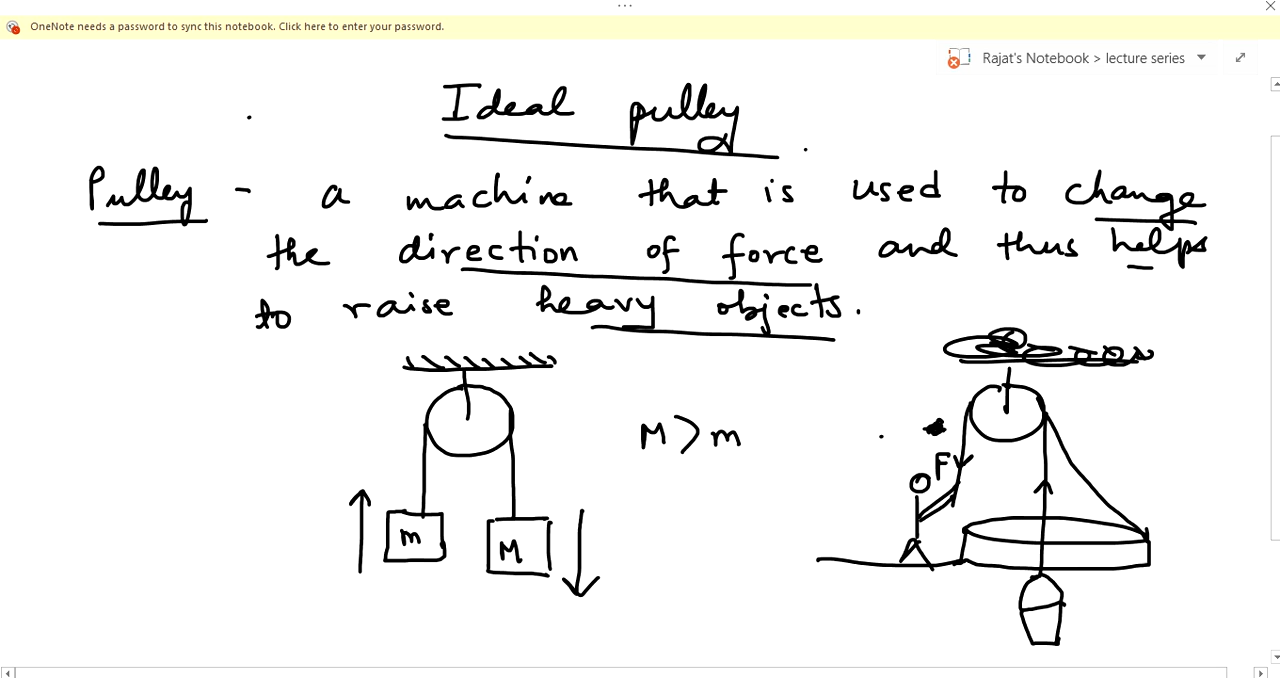 ...
OneNote needs a password to sync this notebook. Click here to enter your password.
Rajat's Notebook > lecture series
Ideal pulley
Pulley - a machine that is used to change
the direction of force and thus helps
to raise heavy objects.
M > m
F
m
M